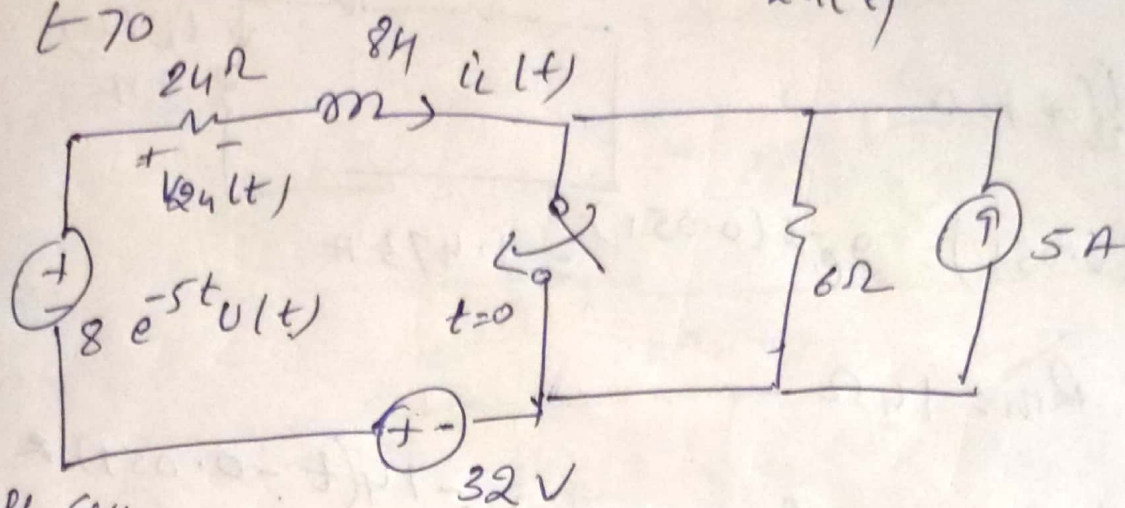 t>0
24Ω 8H iL(t)
+ V24(t) -
+
-
8 e^-5t u(t)
t=0
6Ω
↑ 5A
+ -
32 V